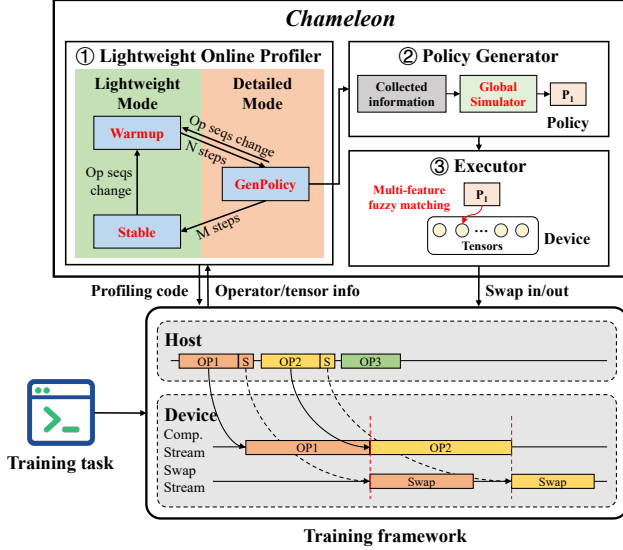 Chameleon
① Lightweight Online Profiler
Lightweight
Mode
Detailed
Mode
Warmup
Op seqs change
N steps
Op seqs
change
GenPolicy
Stable
M steps
② Policy Generator
Collected
information
Global
Simulator
P1
Policy
③ Executor
Multi-feature
fuzzy matching
P1
...
Tensors
Device
Profiling code
Operator/tensor info
Swap in/out
Host
OP1
S
OP2
S
OP3
Device
Comp.
Stream
OP1
OP2
Swap
Stream
Swap
Swap
Training task
Training framework